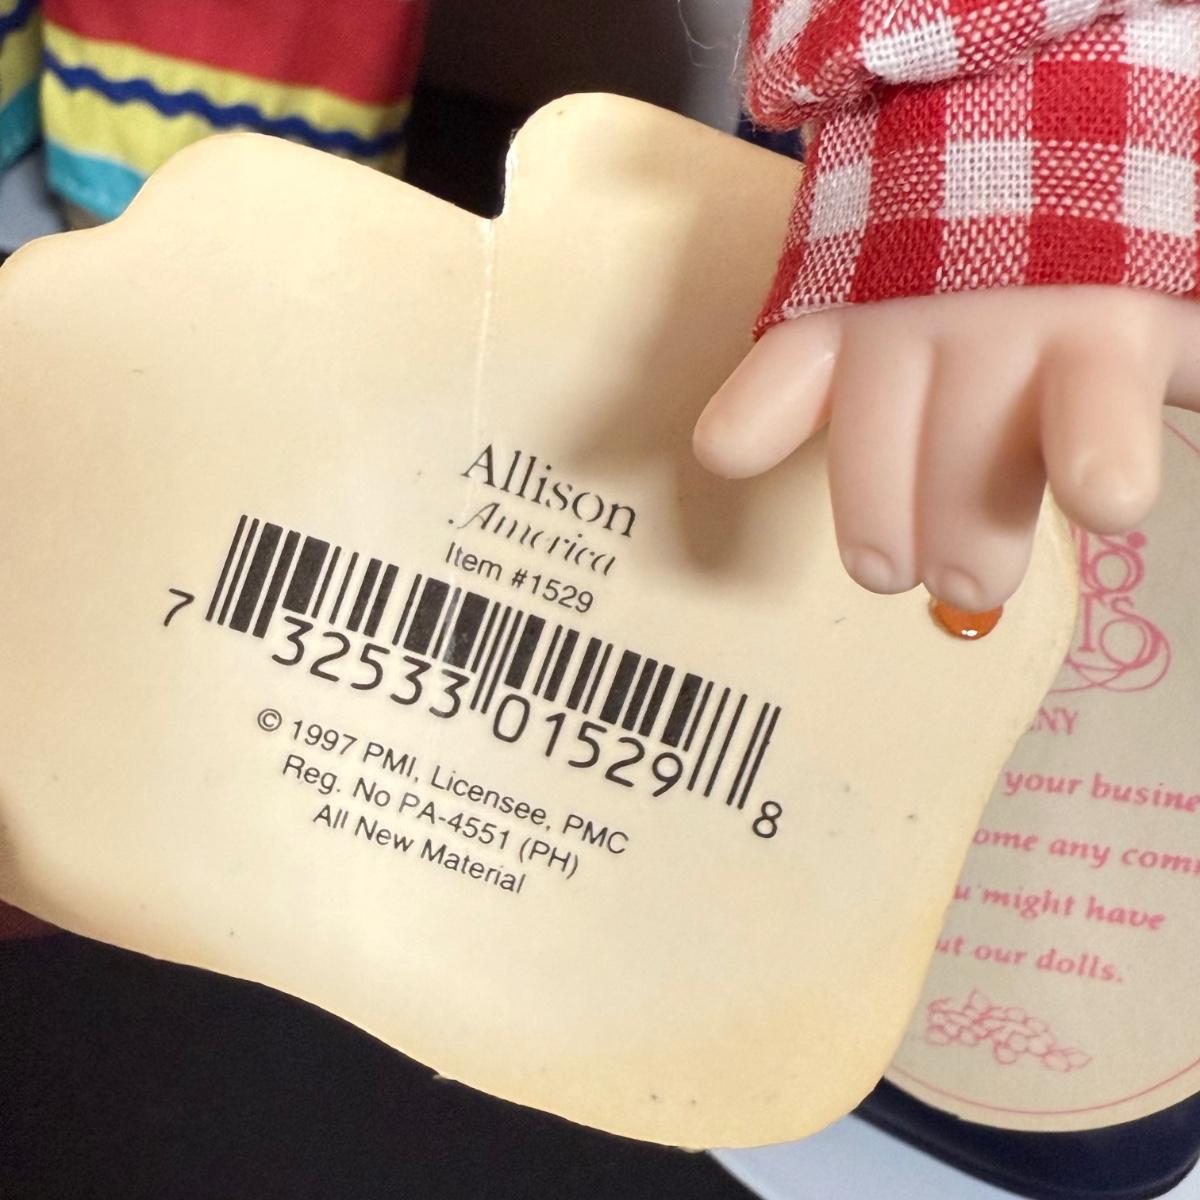 Allison
America
Item #1529
7 32533 01529 8
© 1997 PMI, Licensee, PMC
Reg. No PA-4551 (PH)
All New Material
your busine
ome any com
u might have
ut our dolls.